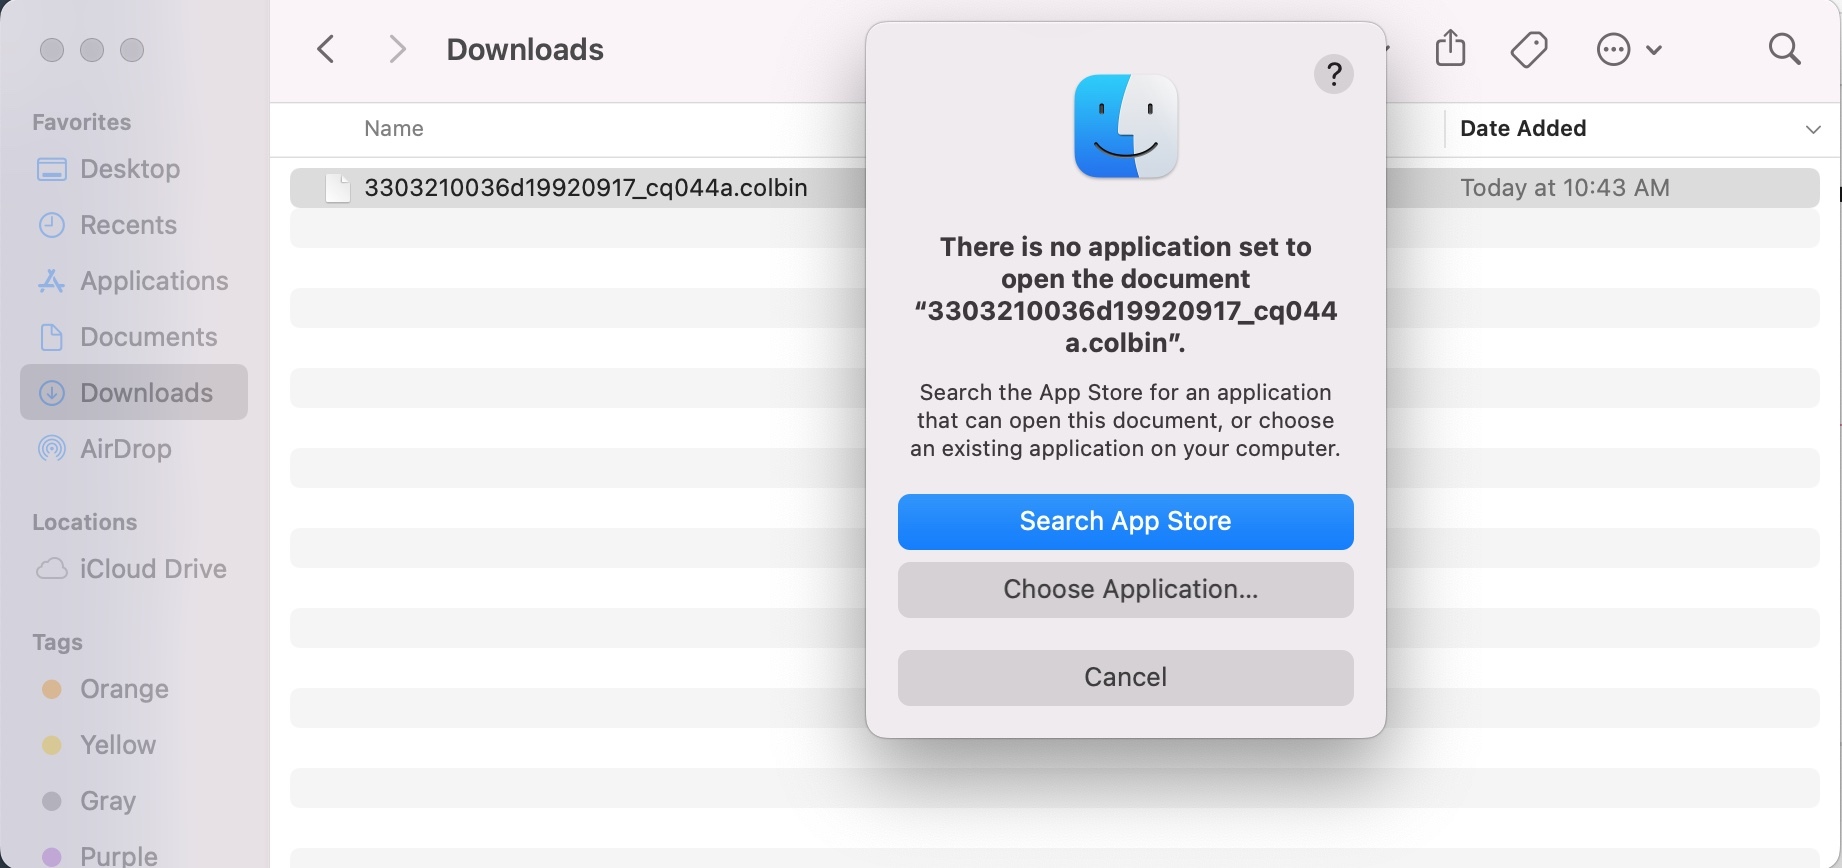 Downloads
Favorites
Desktop
Recents
Applications
Documents
Downloads
AirDrop
Locations
iCloud Drive
Tags
Orange
Yellow
Gray
Purple
Name
Date Added
3303210036d19920917_cq044a.colbin
Today at 10:43 AM
?
There is no application set to
open the document
“3303210036d19920917_cq044
a.colbin”.
Search the App Store for an application
that can open this document, or choose
an existing application on your computer.
Search App Store
Choose Application...
Cancel